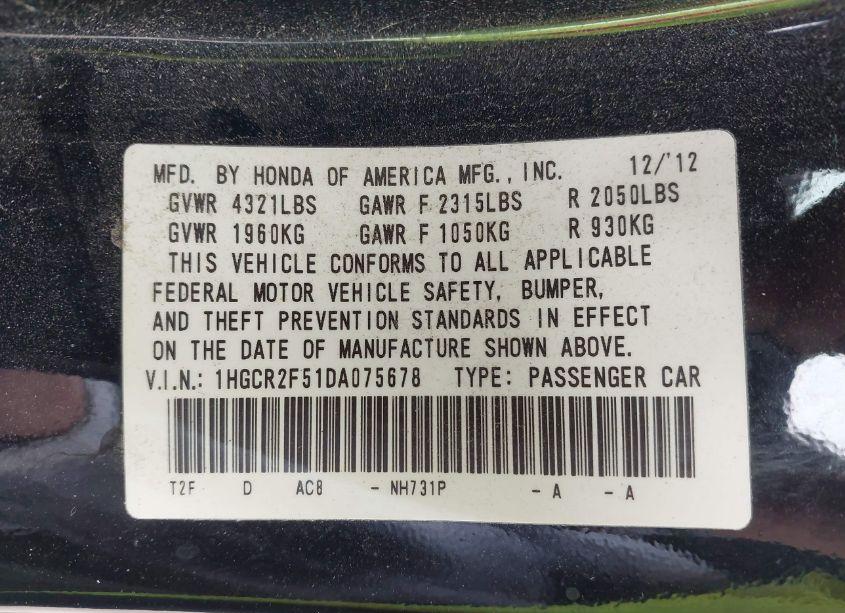 MFD. BY HONDA OF AMERICA MFG., INC. 12/'12
GVWR 4321LBS GAWR F 2315LBS R 2050LBS
GVWR 1960KG GAWR F 1050KG R 930KG
THIS VEHICLE CONFORMS TO ALL APPLICABLE
FEDERAL MOTOR VEHICLE SAFETY, BUMPER,
AND THEFT PREVENTION STANDARDS IN EFFECT
ON THE DATE OF MANUFACTURE SHOWN ABOVE.
V.I.N.: 1HGCR2F51DA075678 TYPE: PASSENGER CAR
T2F D AC8 - NH731P - A - A